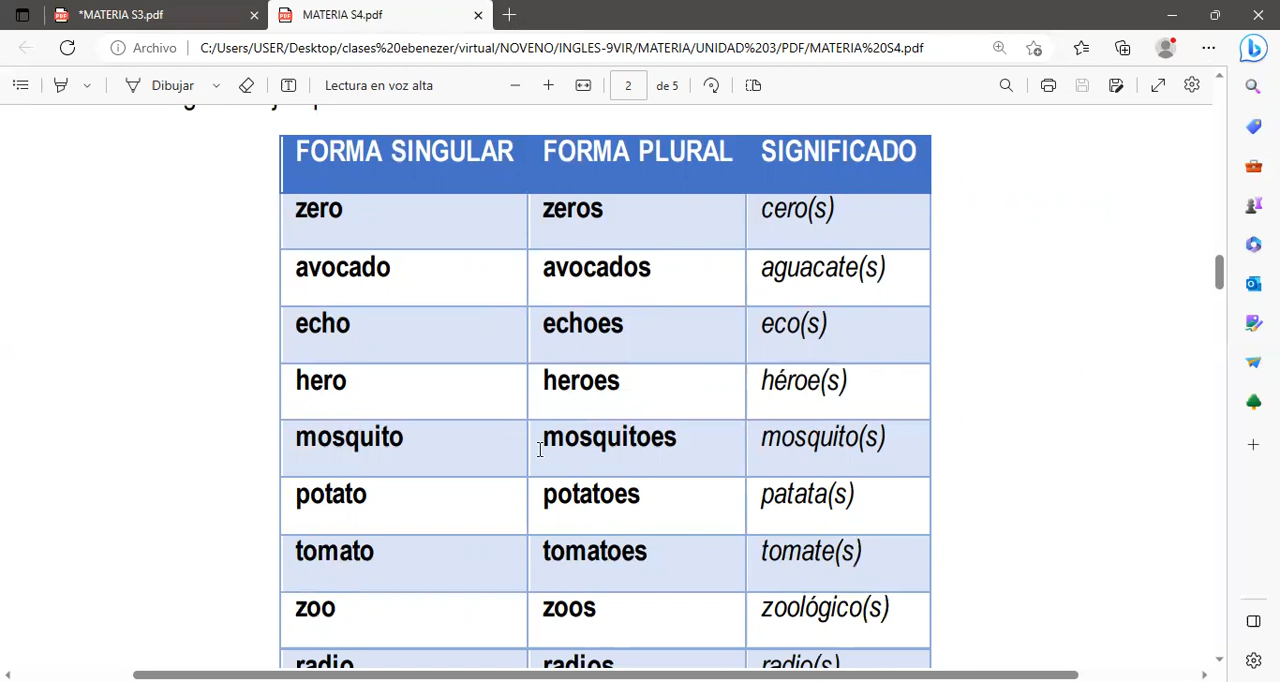 *MATERIA S3.pdf
MATERIA S4.pdf
Archivo
C:/Users/USER/Desktop/clases%20ebenezer/virtual/NOVENO/INGLES-9VIR/MATERIA/UNIDAD%203/PDF/MATERIA%20S4.pdf
Dibujar
Lectura en voz alta
2 de 5
FORMA SINGULAR FORMA PLURAL SIGNIFICADO
zero zeros cero(s)
avocado avocados aguacate(s)
echo echoes eco(s)
hero heroes héroe(s)
mosquito mosquitoes mosquito(s)
potato potatoes patata(s)
tomato tomatoes tomate(s)
zoo zoos zoológico(s)
radio radios radio(s)